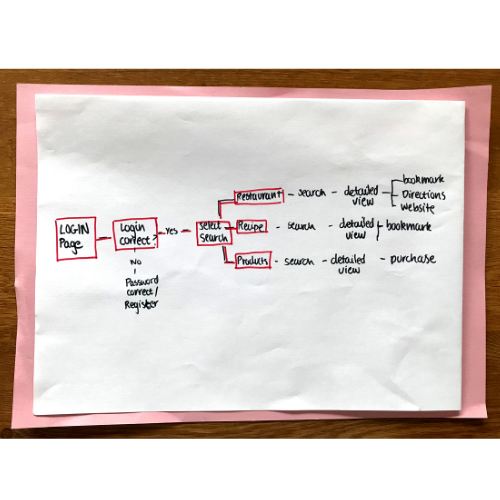 LOGIN
Page
Login
correct?
Yes
No
Password
correct/
Register
Select
Search
Restaurant
search
detailed
view
bookmark
Directions
website
Recipe
search
detailed
view
bookmark
Products
search
detailed
view
purchase